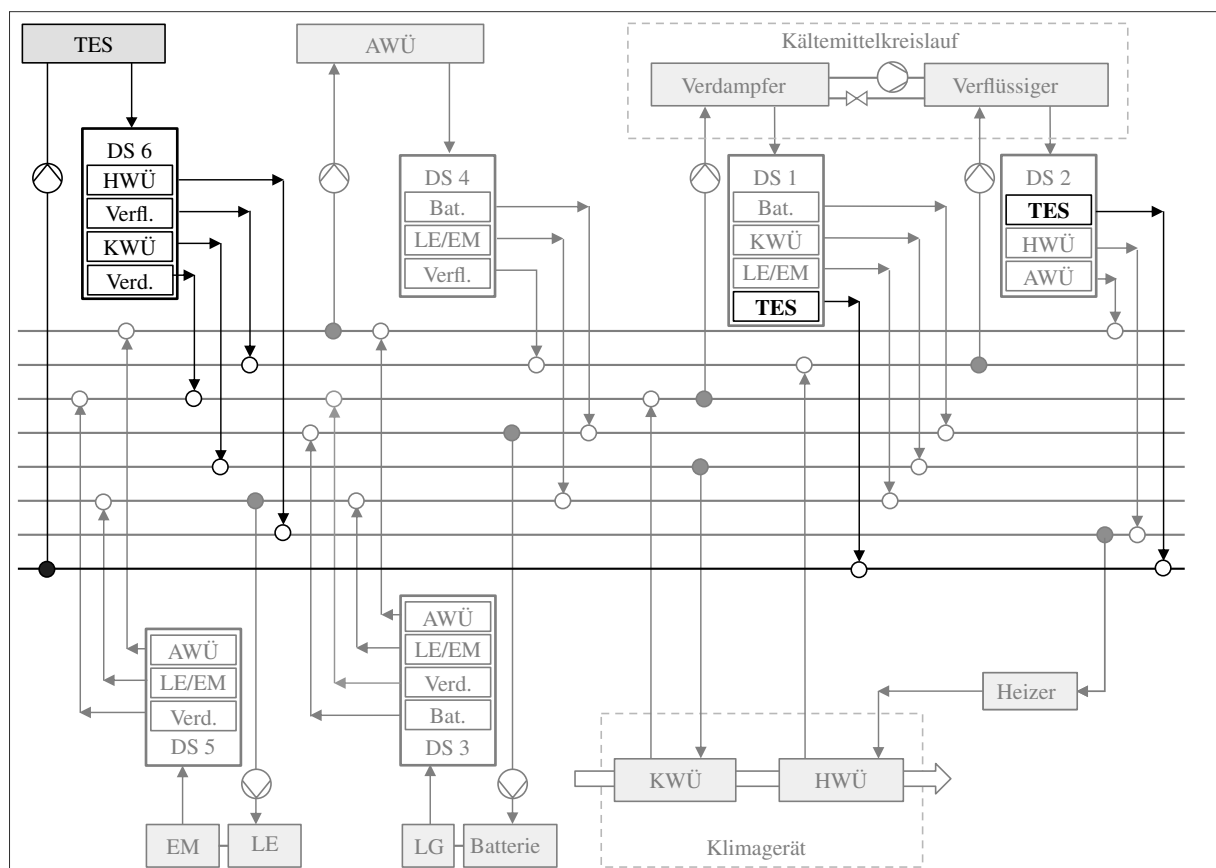 TES
AWÜ
Kältemittelkreislauf
Verdampfer
Verflüssiger
DS 6
HWÜ
Verfl.
KWÜ
Verd.
DS 4
Bat.
LE/EM
Verfl.
DS 1
Bat.
KWÜ
LE/EM
TES
DS 2
TES
HWÜ
AWÜ
AWÜ
LE/EM
Verd.
DS 5
AWÜ
LE/EM
Verd.
Bat.
DS 3
Heizer
KWÜ
HWÜ
EM
LE
LG
Batterie
Klimagerät